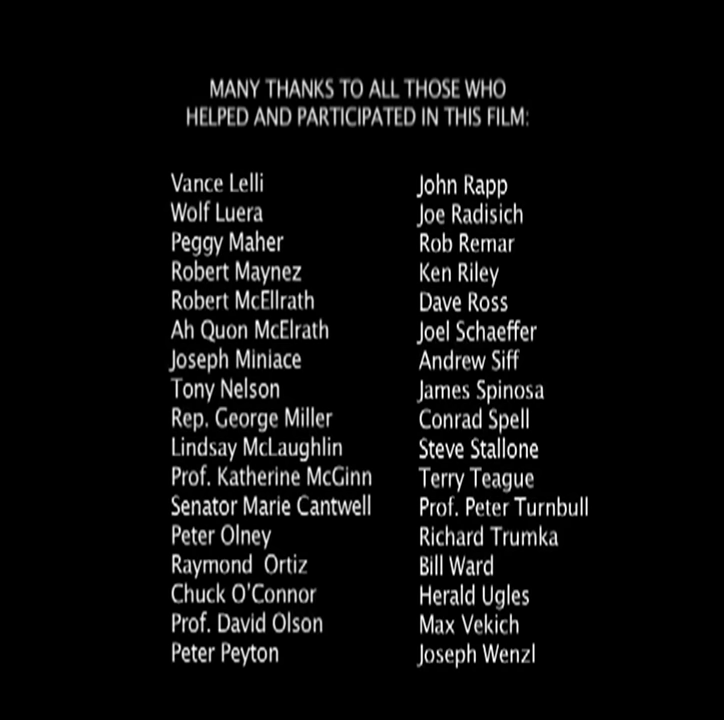 MANY THANKS TO ALL THOSE WHO
HELPED AND PARTICIPATED IN THIS FILM:
Vance Lelli
Wolf Luera
Peggy Maher
Robert Maynez
Robert McEllrath
Ah Quon McElrath
Joseph Miniace
Tony Nelson
Rep. George Miller
Lindsay McLaughlin
Prof. Katherine McGinn
Senator Marie Cantwell
Peter Olney
Raymond Ortiz
Chuck O'Connor
Prof. David Olson
Peter Peyton
John Rapp
Joe Radisich
Rob Remar
Ken Riley
Dave Ross
Joel Schaeffer
Andrew Siff
James Spinosa
Conrad Spell
Steve Stallone
Terry Teague
Prof. Peter Turnbull
Richard Trumka
Bill Ward
Herald Ugles
Max Vekich
Joseph Wenzl